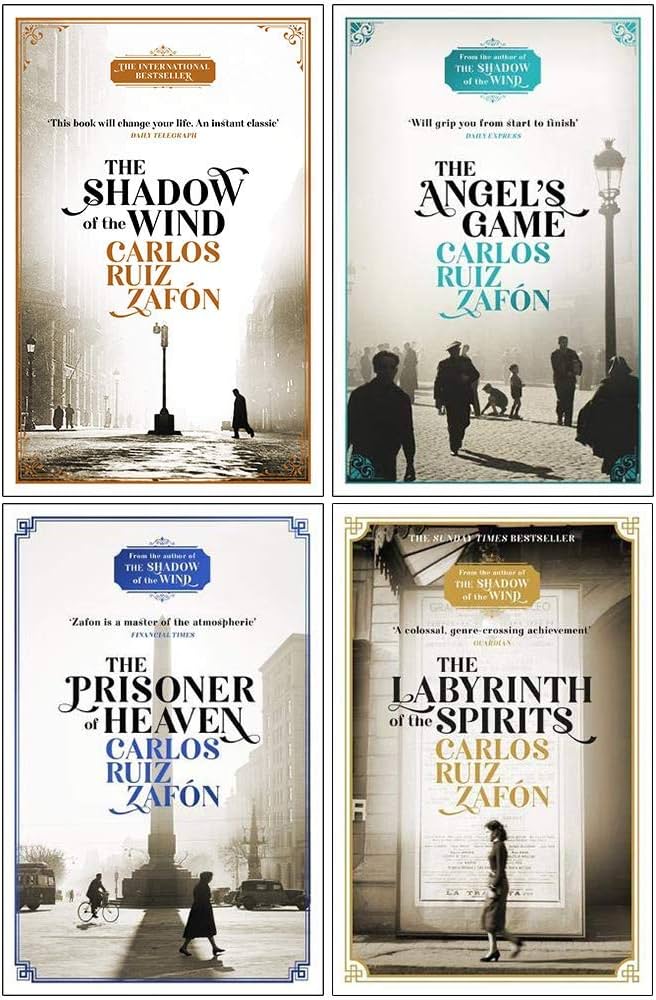 THE INTERNATIONAL
BESTSELLER
‘This book will change your life. An instant classic’
DAILY TELEGRAPH
THE
SHADOW
of the WIND
CARLOS
RUIZ
ZAFÓN
From the author of
THE SHADOW
of the WIND
‘Will grip you from start to finish’
DAILY EXPRESS
THE
ANGEL'S
GAME
CARLOS
RUIZ
ZAFÓN
From the author of
THE SHADOW
of the WIND
‘Zafon is a master of the atmospheric’
FINANCIAL TIMES
THE
PRISONER
of HEAVEN
CARLOS
RUIZ
ZAFÓN
THE SUNDAY TIMES BESTSELLER
From the author of
THE SHADOW
of the WIND
‘A colossal, genre-crossing achievement’
GUARDIAN
THE
LABYRINTH
of the SPIRITS
CARLOS
RUIZ
ZAFÓN